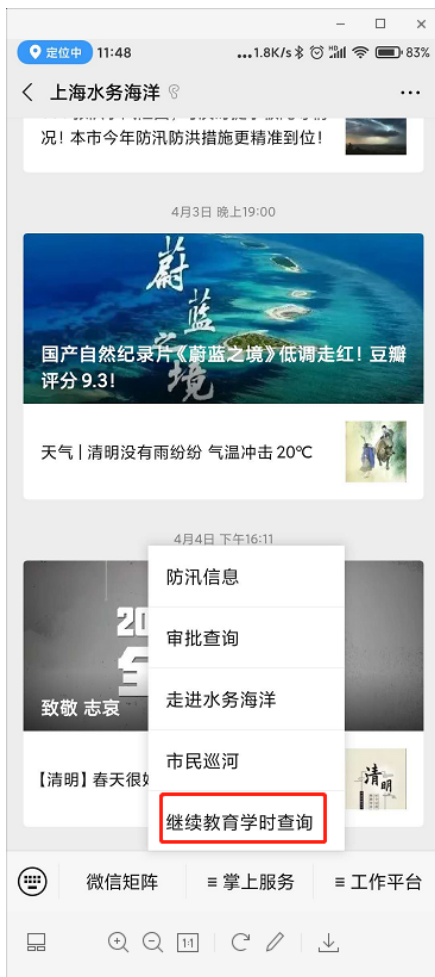 定位中 11:48 ...1.8K/s HD 83%
上海水务海洋
况！本市今年防汛防洪措施更精准到位！
4月3日 晚上19:00
蔚
蓝
之
境
国产自然纪录片《蔚蓝之境》低调走红！豆瓣
评分 9.3！
天气 | 清明没有雨纷纷 气温冲击 20℃
4月4日 下午16:11
防汛信息
20
审批查询
致敬 志哀
走进水务海洋
市民巡河
【清明】春天很
清明
继续教育学时查询
微信矩阵
≡ 掌上服务
≡ 工作平台
1:1